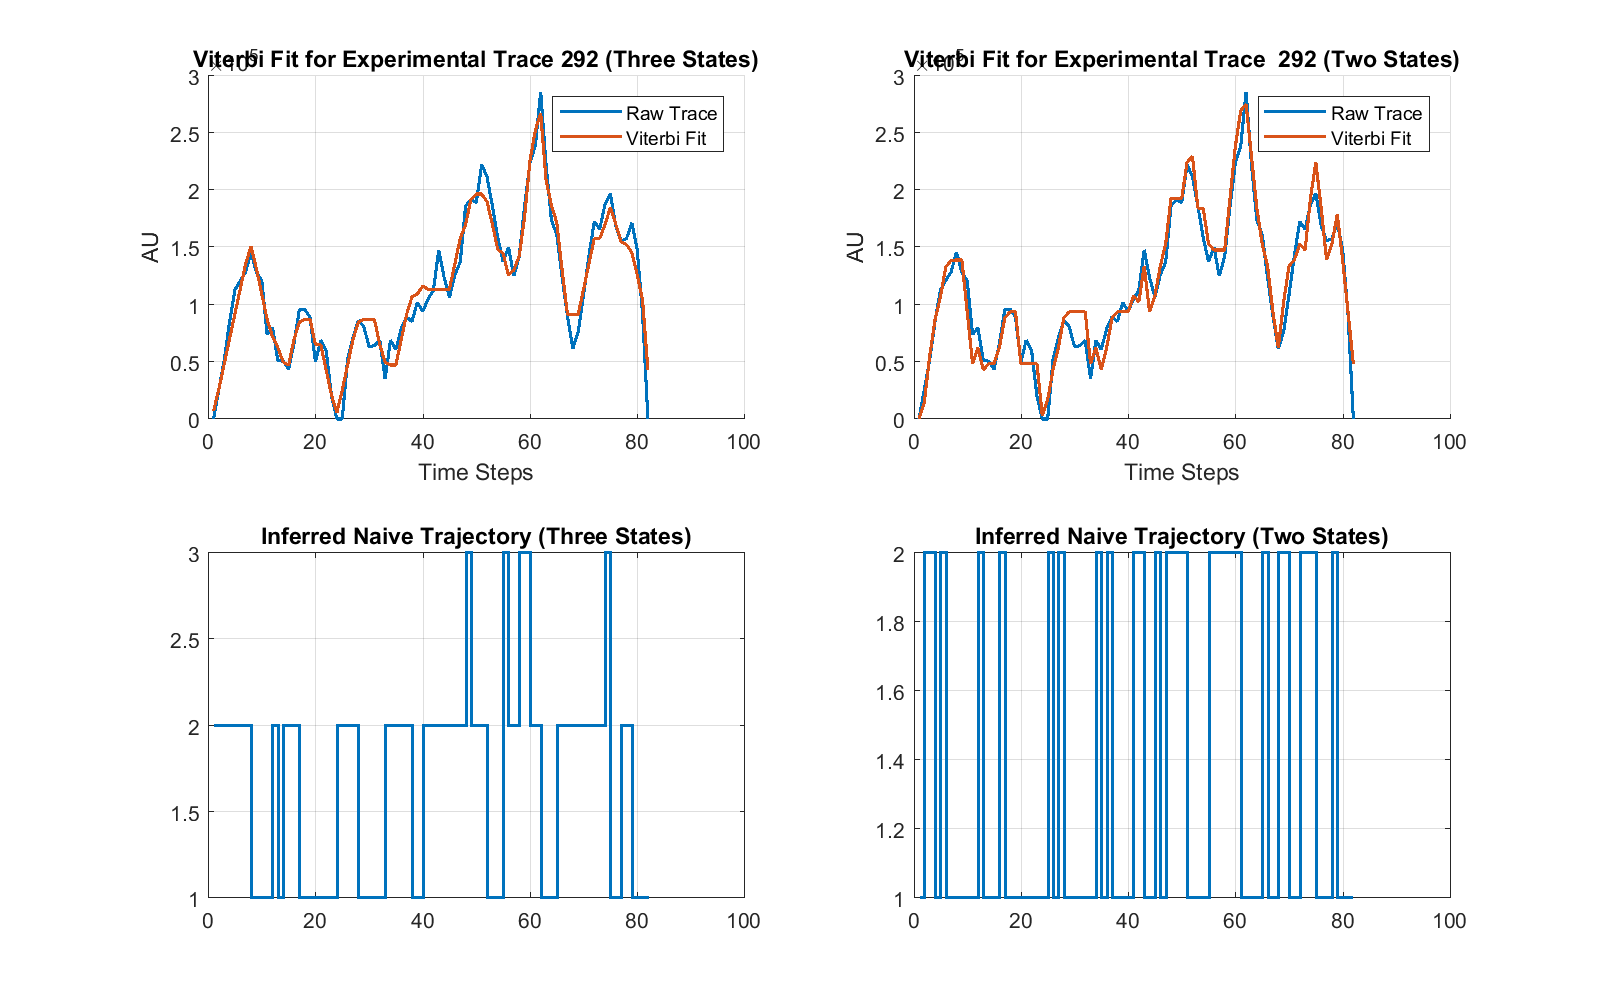 Viterbi Fit for Experimental Trace 292 (Three States)
×10^5
3
2.5
2
1.5
1
0.5
0
AU
0 20 40 60 80 100
Time Steps
Raw Trace
Viterbi Fit
Viterbi Fit for Experimental Trace  292 (Two States)
×10^5
3
2.5
2
1.5
1
0.5
0
AU
0 20 40 60 80 100
Time Steps
Raw Trace
Viterbi Fit
Inferred Naive Trajectory (Three States)
3
2.5
2
1.5
1
0 20 40 60 80 100
Inferred Naive Trajectory (Two States)
2
1.8
1.6
1.4
1.2
1
0 20 40 60 80 100